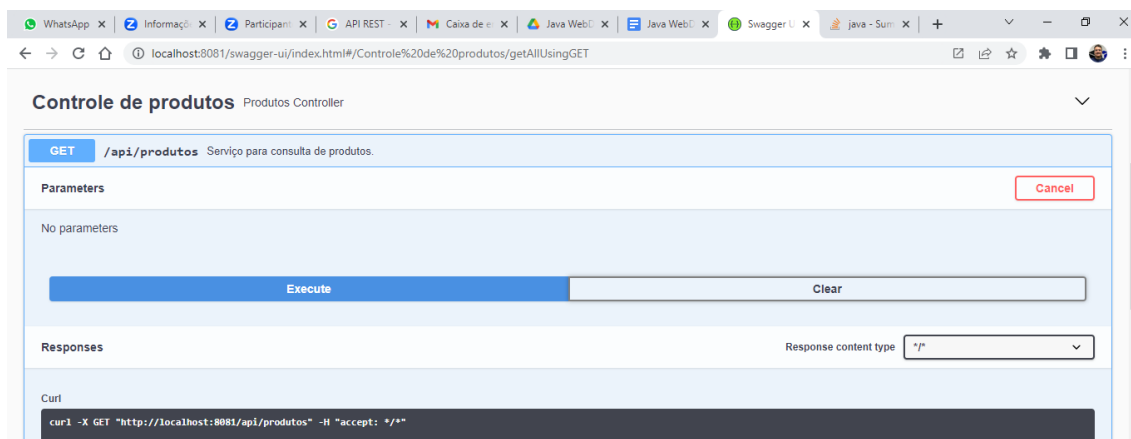 WhatsApp
Informaçõ
Participant
API REST -
Caixa de e
Java WebD
Java WebD
Swagger U
java - Sum
localhost:8081/swagger-ui/index.html#/Controle%20de%20produtos/getAllUsingGET
Controle de produtos Produtos Controller
GET /api/produtos Serviço para consulta de produtos.
Parameters Cancel
No parameters
Execute Clear
Responses Response content type */*
Curl
curl -X GET "http://localhost:8081/api/produtos" -H "accept: */*"